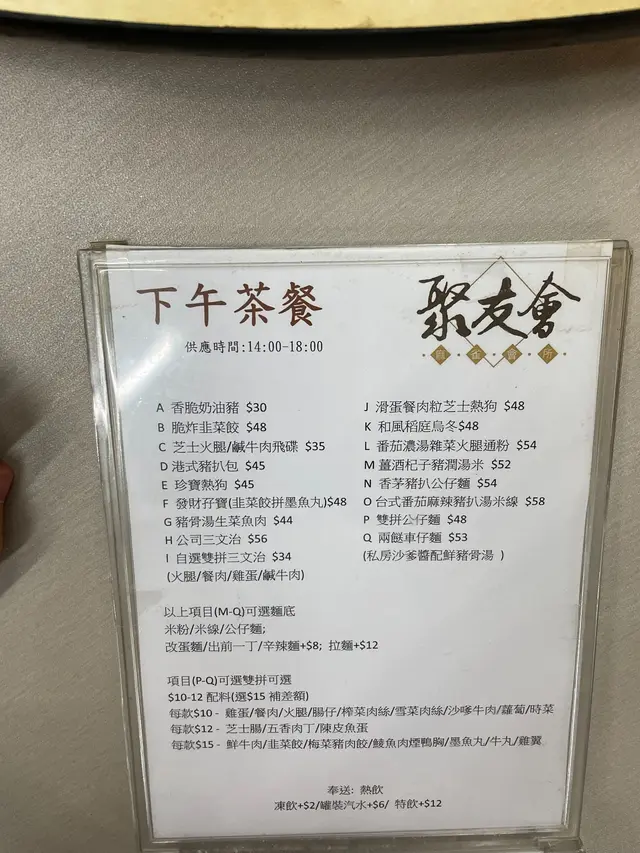 下午茶餐
供應時間:14:00-18:00
聚友會
麻雀會所
A 香脆奶油豬 $30
B 脆炸韭菜餃 $48
C 芝士火腿/鹹牛肉飛碟 $35
D 港式豬扒包 $45
E 珍寶熱狗 $45
F 發財孖寶(韭菜餃拼墨魚丸)$48
G 豬骨湯生菜魚肉 $44
H 公司三文治 $56
I 自選雙拼三文治 $34
(火腿/餐肉/雞蛋/鹹牛肉)
J 滑蛋餐肉粒芝士熱狗 $48
K 和風稻庭烏冬$48
L 番茄濃湯雜菜火腿通粉 $54
M 薑酒杞子豬潤湯米 $52
N 香茅豬扒公仔麵 $54
O 台式番茄麻辣豬扒湯米線 $58
P 雙拼公仔麵 $48
Q 兩餸車仔麵 $53
(私房沙爹醬配鮮豬骨湯 )
以上項目(M-Q)可選麵底
米粉/米線/公仔麵;
改蛋麵/出前一丁/辛辣麵+$8; 拉麵+$12
項目(P-Q)可選雙拼可選
$10-12 配料(選$15 補差額)
每款$10 - 雞蛋/餐肉/火腿/腸仔/榨菜肉絲/雪菜肉絲/沙嗲牛肉/蘿蔔/時菜
每款$12 - 芝士腸/五香肉丁/陳皮魚蛋
每款$15 - 鮮牛肉/韭菜餃/梅菜豬肉餃/鯪魚肉煙鴨胸/墨魚丸/牛丸/雞翼
奉送: 熱飲
凍飲+$2/罐裝汽水+$6/ 特飲+$12